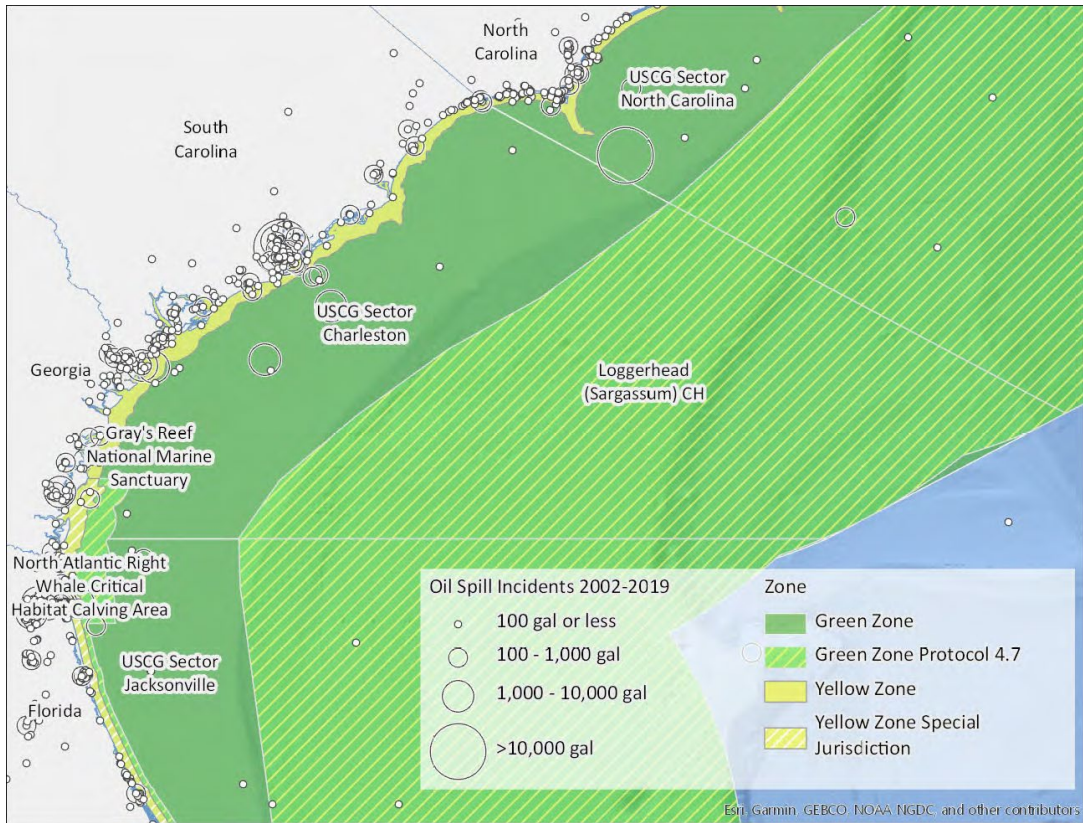 North
Carolina
USCG Sector
North Carolina
South
Carolina
USCG Sector
Charleston
Georgia
Loggerhead
(Sargassum) CH
Gray's Reef
National Marine
Sanctuary
North Atlantic Right
Whale Critical
Habitat Calving Area
USCG Sector
Jacksonville
Florida
Oil Spill Incidents 2002-2019
100 gal or less
100 - 1,000 gal
1,000 - 10,000 gal
>10,000 gal
Zone
Green Zone
Green Zone Protocol 4.7
Yellow Zone
Yellow Zone Special
Jurisdiction
Esri, Garmin, GEBCO, NOAA NGDC, and other contributors